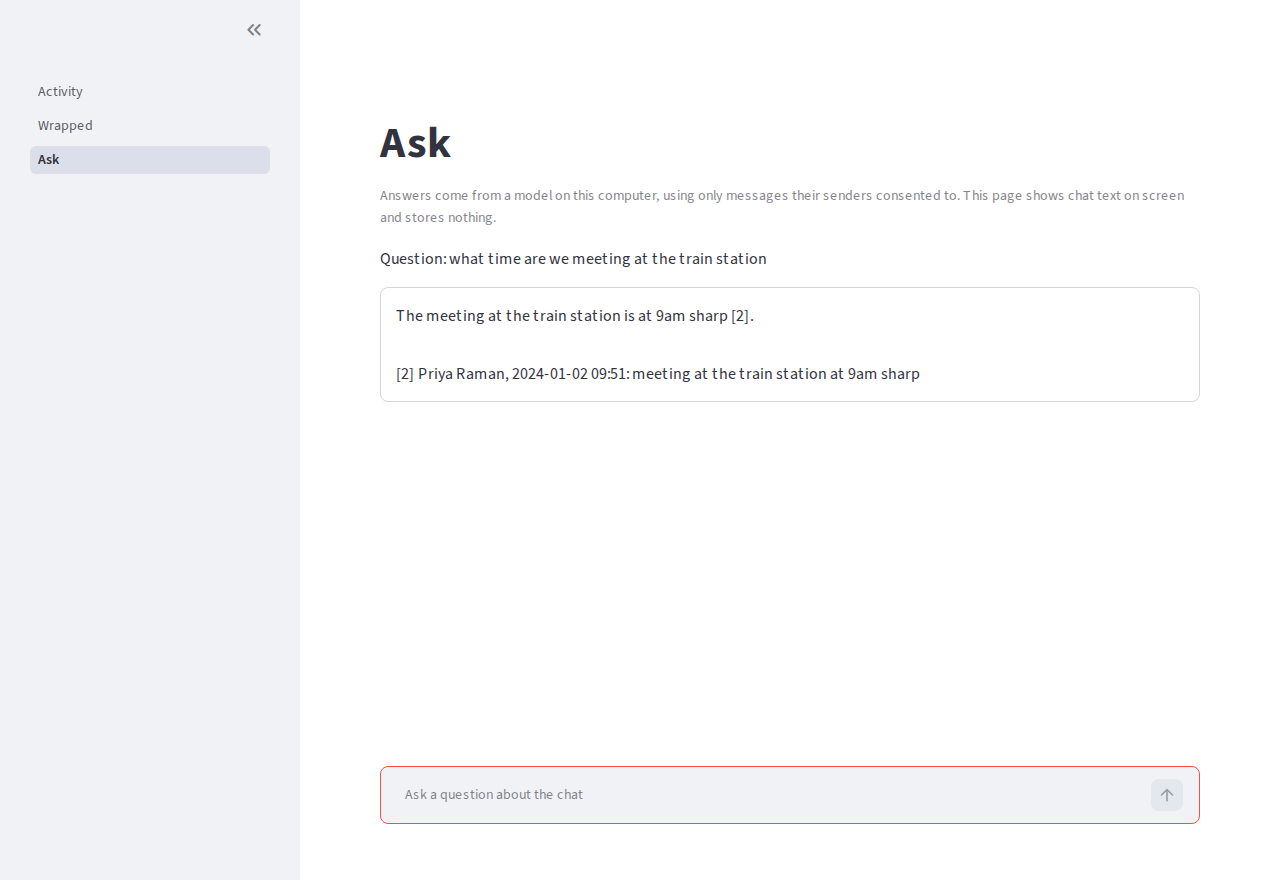 Activity
Wrapped
Ask
Ask
Answers come from a model on this computer, using only messages their senders consented to. This page shows chat text on screen
and stores nothing.
Question: what time are we meeting at the train station
The meeting at the train station is at 9am sharp [2].
[2] Priya Raman, 2024-01-02 09:51: meeting at the train station at 9am sharp
Ask a question about the chat